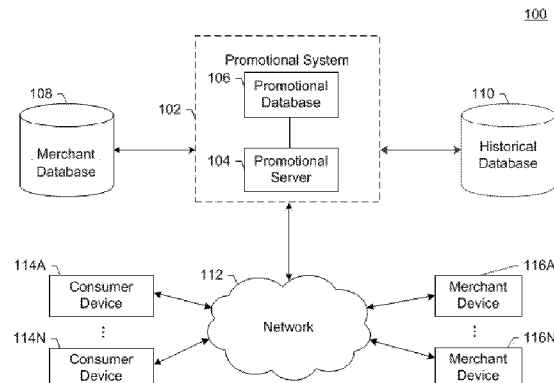 100
Promotional System
106
Promotional
Database
108
102
110
Merchant
Database
104
Promotional
Server
Historical
Database
114A
Consumer
Device
112
116A
Merchant
Device
⋮
Network
⋮
114N
Consumer
Device
116N
Merchant
Device